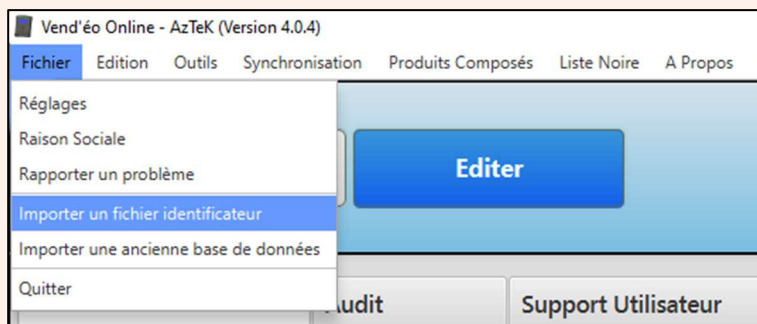 Vend'éo Online - AzTeK (Version 4.0.4)
Fichier Edition Outils Synchronisation Produits Composés Liste Noire A Propos
Réglages
Raison Sociale
Rapporter un problème
Editer
Importer un fichier identificateur
Importer une ancienne base de données
Quitter
Audit Support Utilisateur